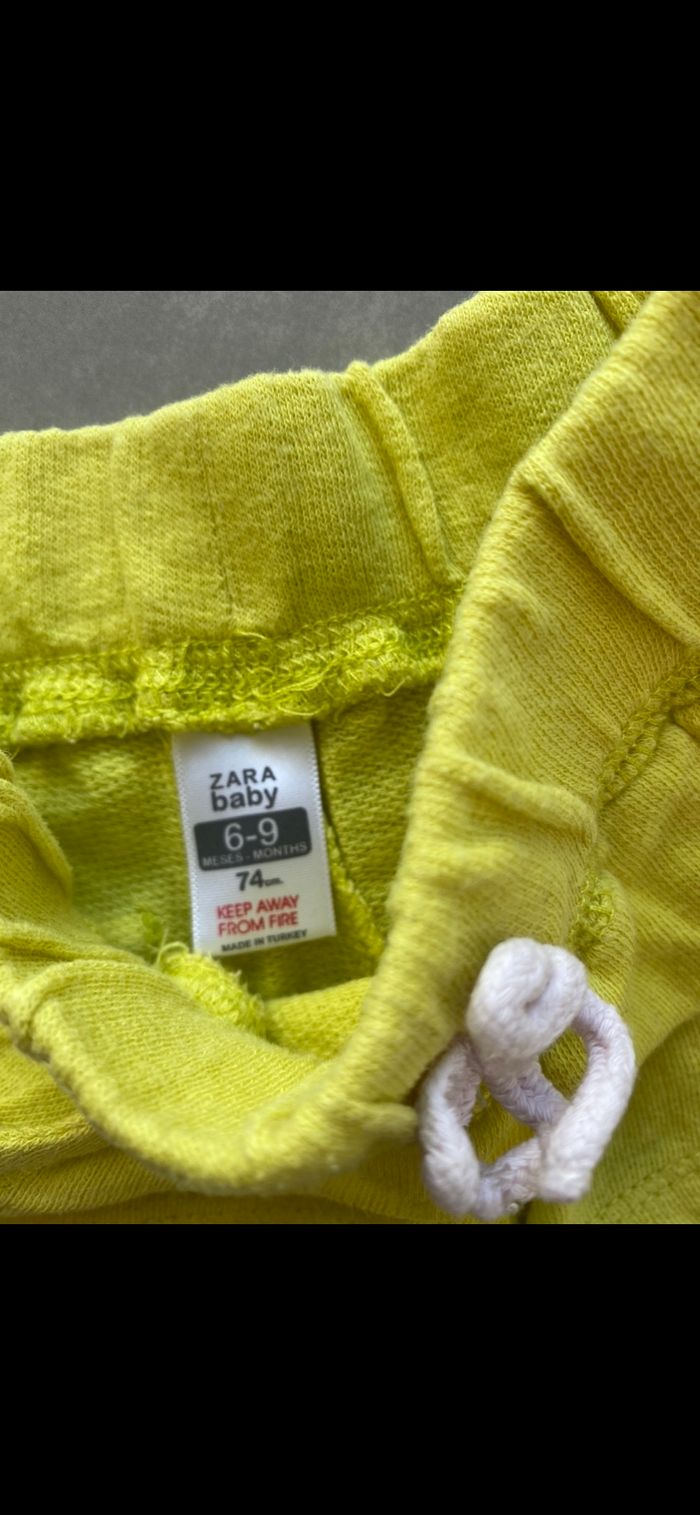 ZARA
baby
6-9
MESES - MONTHS
74cm.
KEEP AWAY
FROM FIRE
MADE IN TURKEY